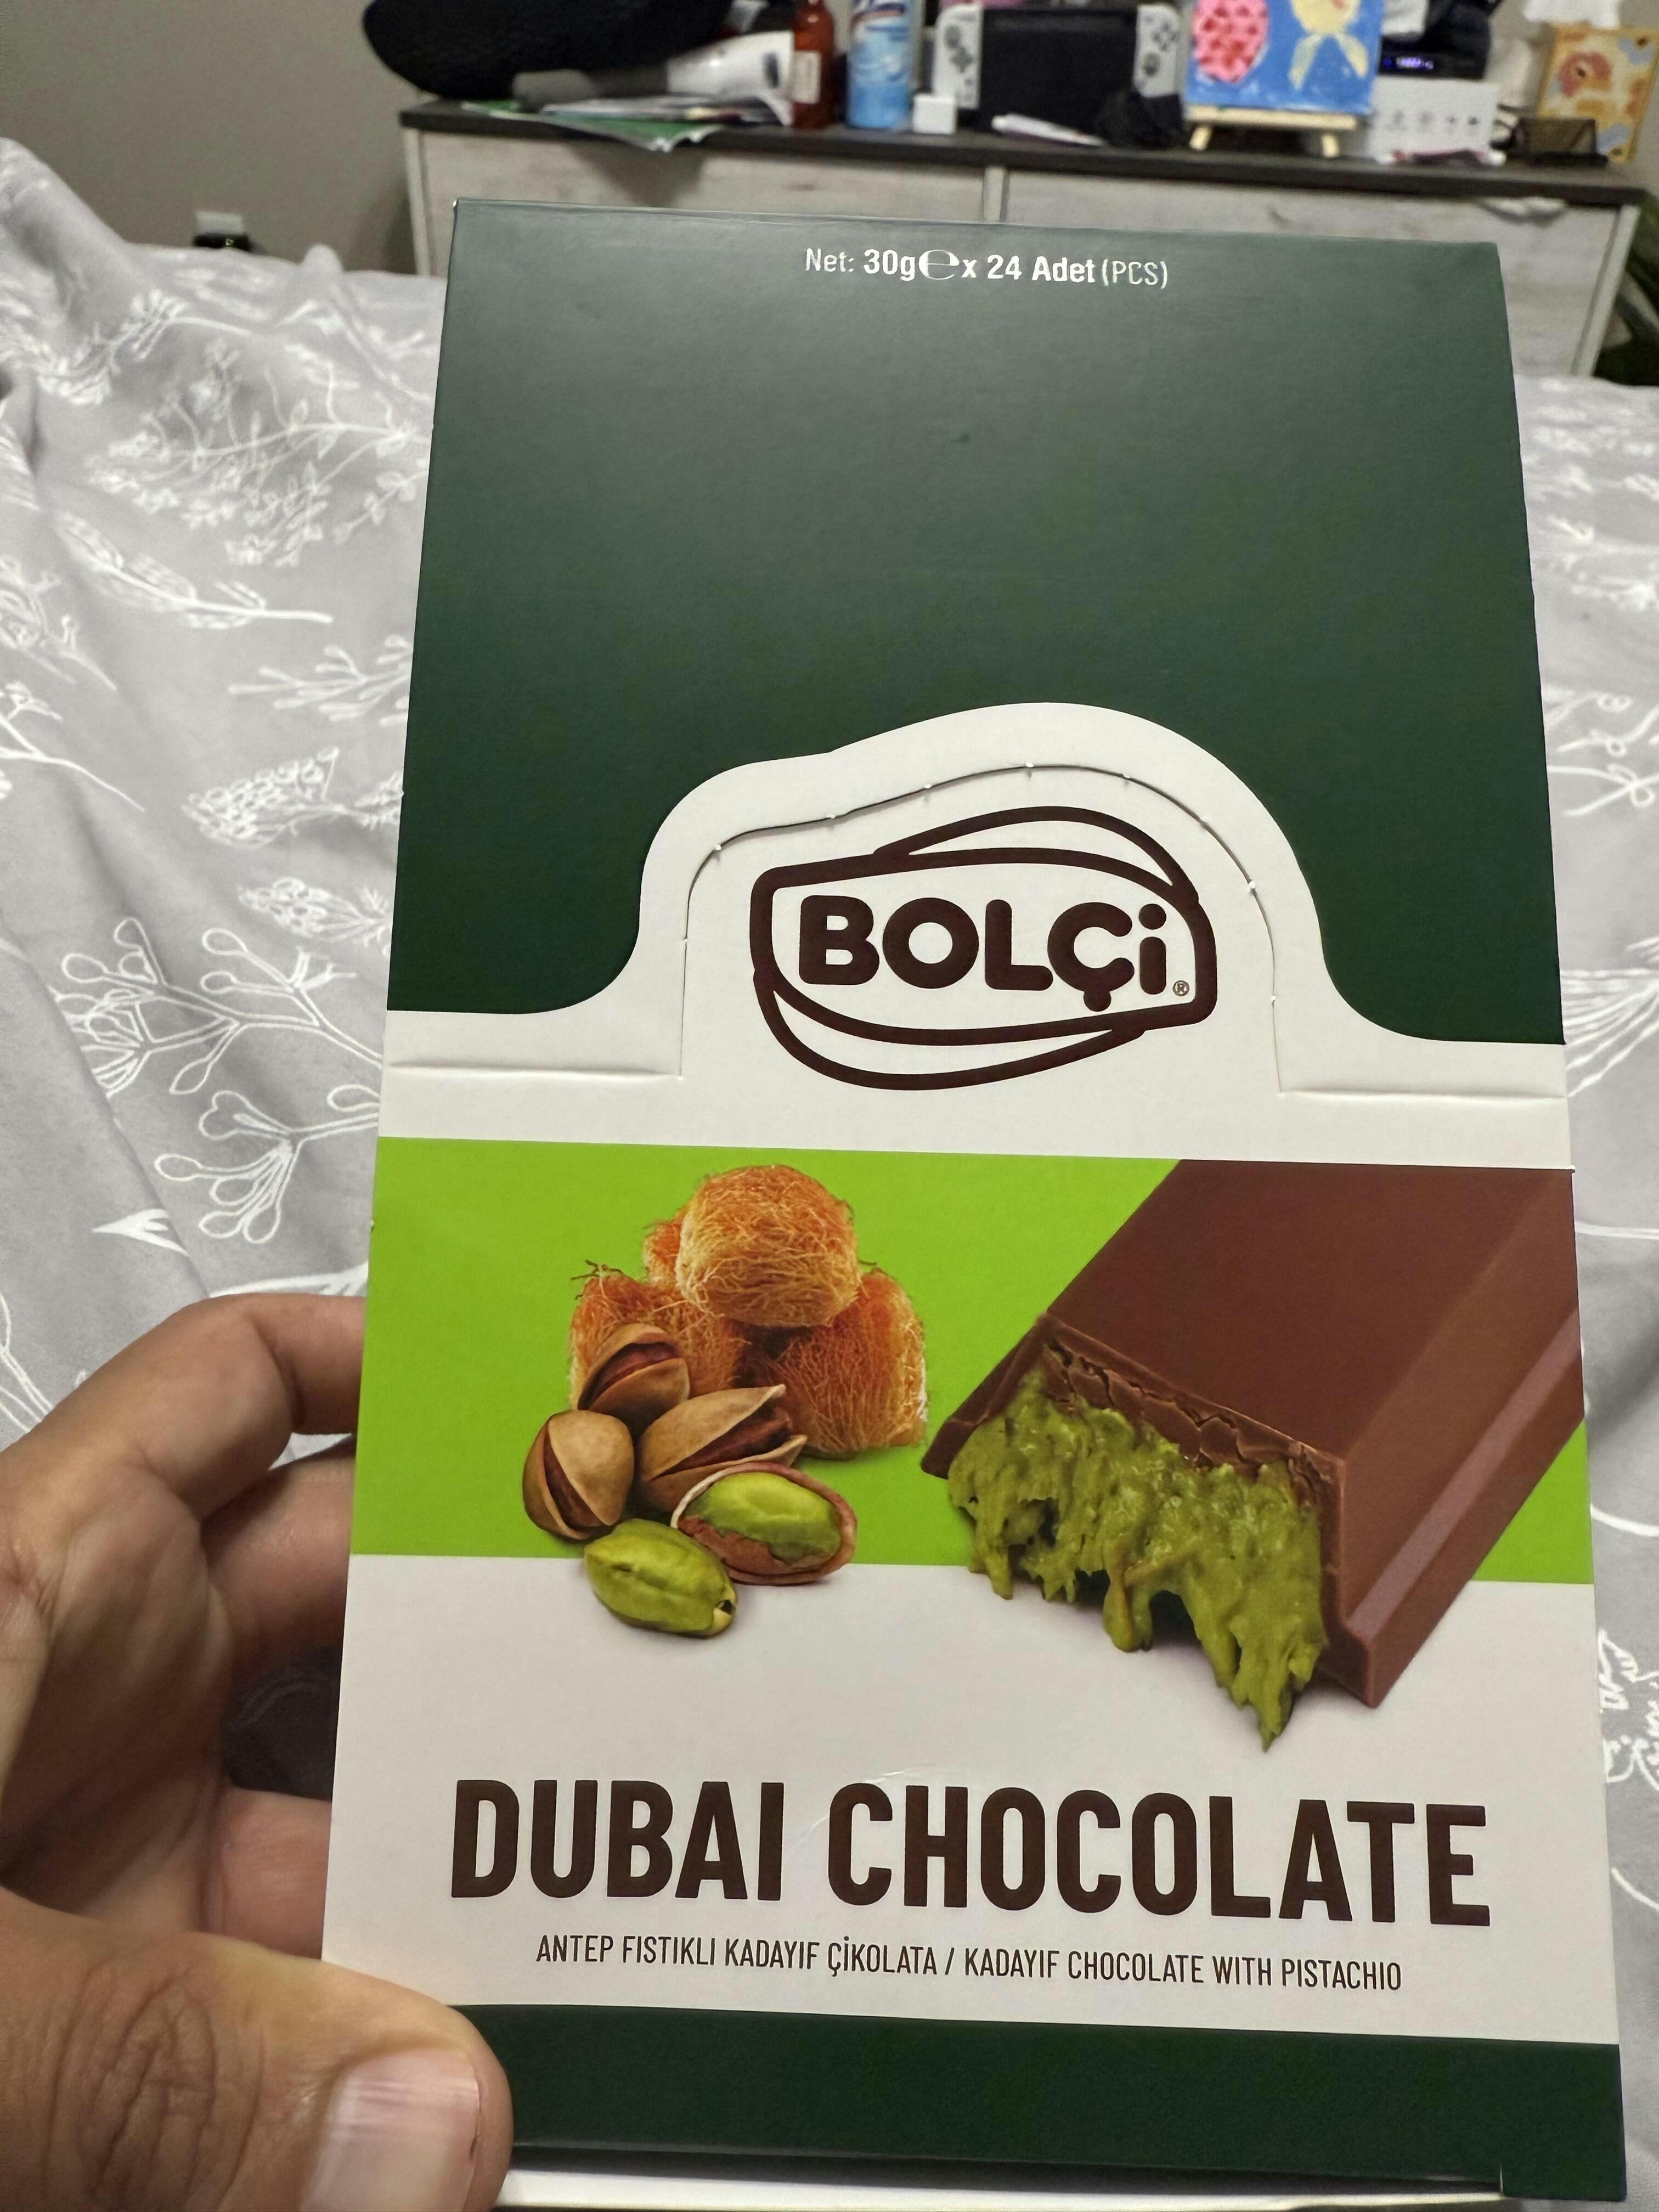 Net: 30g℮x 24 Adet (PCS)
BOLÇi®
DUBAI CHOCOLATE
ANTEP FISTIKLI KADAYIF ÇİKOLATA / KADAYIF CHOCOLATE WITH PISTACHIO